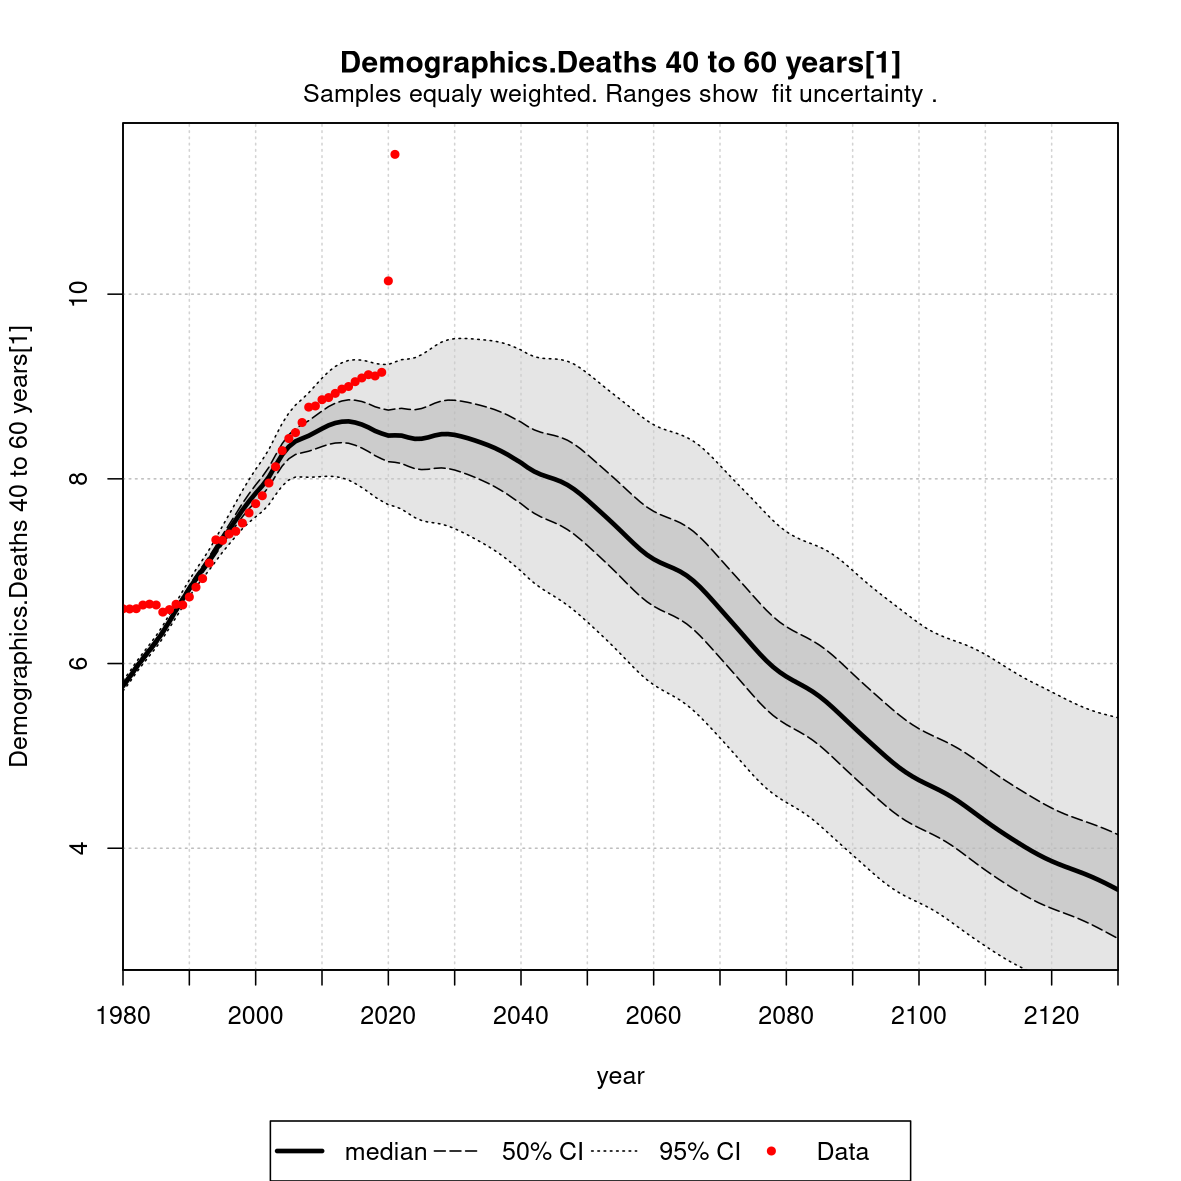 Demographics.Deaths 40 to 60 years[1]
Samples equaly weighted. Ranges show  fit uncertainty .
Demographics.Deaths 40 to 60 years[1]
10
8
6
4
1980 2000 2020 2040 2060 2080 2100 2120
year
median 50% CI 95% CI Data